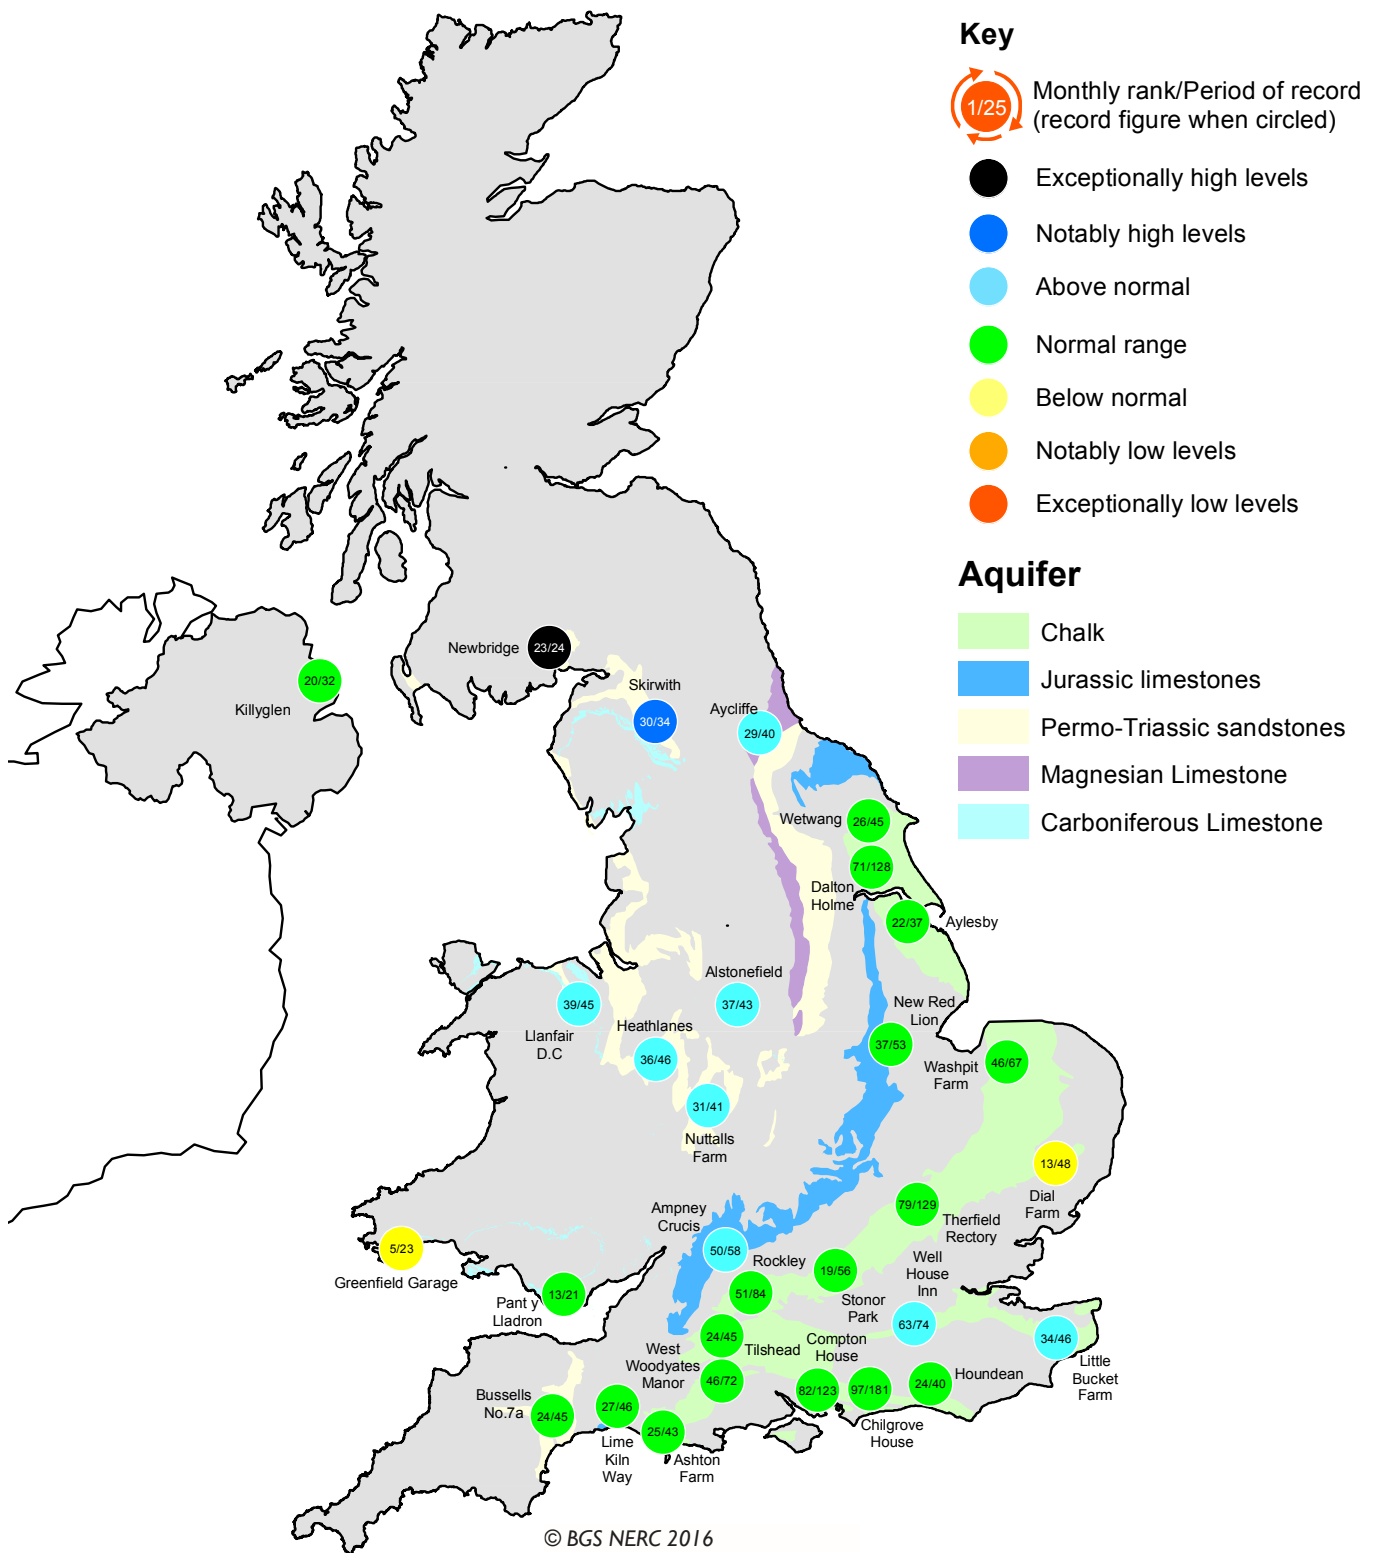 Key
1/25
Monthly rank/Period of record
(record figure when circled)
Exceptionally high levels
Notably high levels
Above normal
Normal range
Below normal
Notably low levels
Exceptionally low levels
Aquifer
Chalk
Jurassic limestones
Permo-Triassic sandstones
Magnesian Limestone
Carboniferous Limestone
Newbridge
23/24
20/32
Killyglen
Skirwith
30/34
Aycliffe
29/40
Wetwang
26/45
71/128
Dalton
Holme
22/37
Aylesby
Alstonefield
37/43
39/45
Llanfair
D.C
Heathlanes
36/46
New Red
Lion
37/53
46/67
Washpit
Farm
31/41
Nuttalls
Farm
13/48
Dial
Farm
79/129
Therfield
Rectory
Ampney
Crucis
50/58
5/23
Greenfield Garage
13/21
Pant y
Lladron
Rockley
51/84
19/56
Stonor
Park
Well
House
Inn
63/74
34/46
Little
Bucket
Farm
24/45
Tilshead
West
Woodyates
Manor
46/72
Compton
House
82/123
97/181
Chilgrove
House
24/40
Houndean
Bussells
No.7a
24/45
27/46
Lime
Kiln
Way
25/43
Ashton
Farm
© BGS NERC 2016